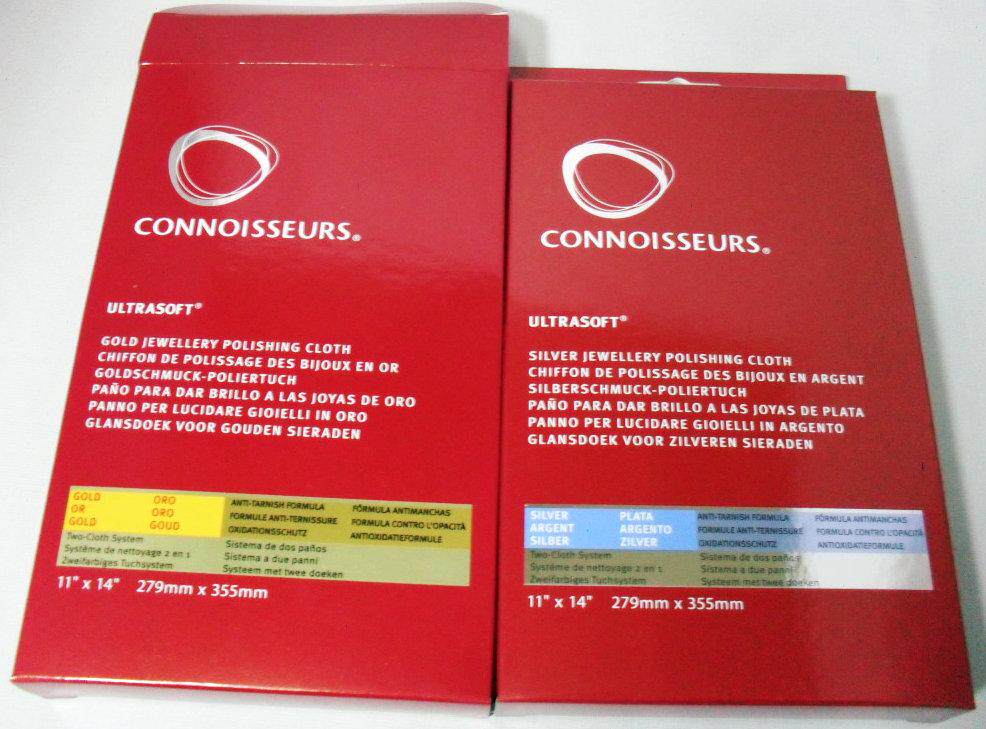 CONNOISSEURS®
ULTRASOFT®
GOLD JEWELLERY POLISHING CLOTH
CHIFFON DE POLISSAGE DES BIJOUX EN OR
GOLDSCHMUCK-POLIERTUCH
PAÑO PARA DAR BRILLO A LAS JOYAS DE ORO
PANNO PER LUCIDARE GIOIELLI IN ORO
GLANSDOEK VOOR GOUDEN SIERADEN
GOLD ORO ANTI-TARNISH FORMULA FÓRMULA ANTIMANCHAS
OR ORO FORMULE ANTI-TERNISSURE FORMULA CONTRO L'OPACITÀ
GOLD GOUD OXIDATIONSSCHUTZ ANTIOXIDATIEFORMULE
Two-Cloth System Sistema de dos paños
Système de nettoyage 2 en 1 Sistema a due panni
Zweifarbiges Tuchsystem Systeem met twee doeken
11" x 14" 279mm x 355mm
CONNOISSEURS®
ULTRASOFT®
SILVER JEWELLERY POLISHING CLOTH
CHIFFON DE POLISSAGE DES BIJOUX EN ARGENT
SILBERSCHMUCK-POLIERTUCH
PAÑO PARA DAR BRILLO A LAS JOYAS DE PLATA
PANNO PER LUCIDARE GIOIELLI IN ARGENTO
GLANSDOEK VOOR ZILVEREN SIERADEN
SILVER PLATA ANTI-TARNISH FORMULA FÓRMULA ANTIMANCHAS
ARGENT ARGENTO FORMULE ANTI-TERNISSURE FORMULA CONTRO L'OPACITÀ
SILBER ZILVER OXIDATIONSSCHUTZ ANTIOXIDATIEFORMULE
Two-Cloth System Sistema de dos paños
Système de nettoyage 2 en 1 Sistema a due panni
Zweifarbiges Tuchsystem Systeem met twee doeken
11" x 14" 279mm x 355mm